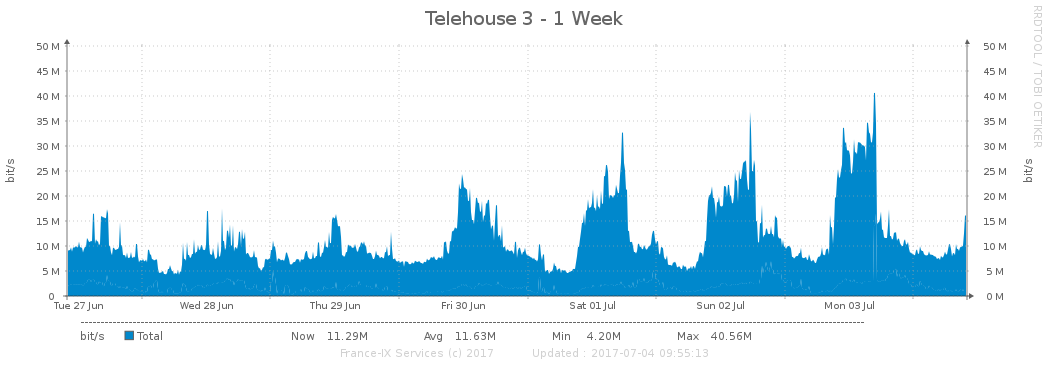 Telehouse 3 - 1 Week
RRDTOOL / TOBI OETIKER
50 M 50 M
45 M 45 M
40 M 40 M
35 M 35 M
30 M 30 M
25 M 25 M
20 M 20 M
15 M 15 M
10 M 10 M
5 M 5 M
0 0 M
bit/s bit/s
Tue 27 Jun Wed 28 Jun Thu 29 Jun Fri 30 Jun Sat 01 Jul Sun 02 Jul Mon 03 Jul
bit/s Total Now 11.29M Avg 11.63M Min 4.20M Max 40.56M
France-IX Services (c) 2017 Updated : 2017-07-04 09:55:13